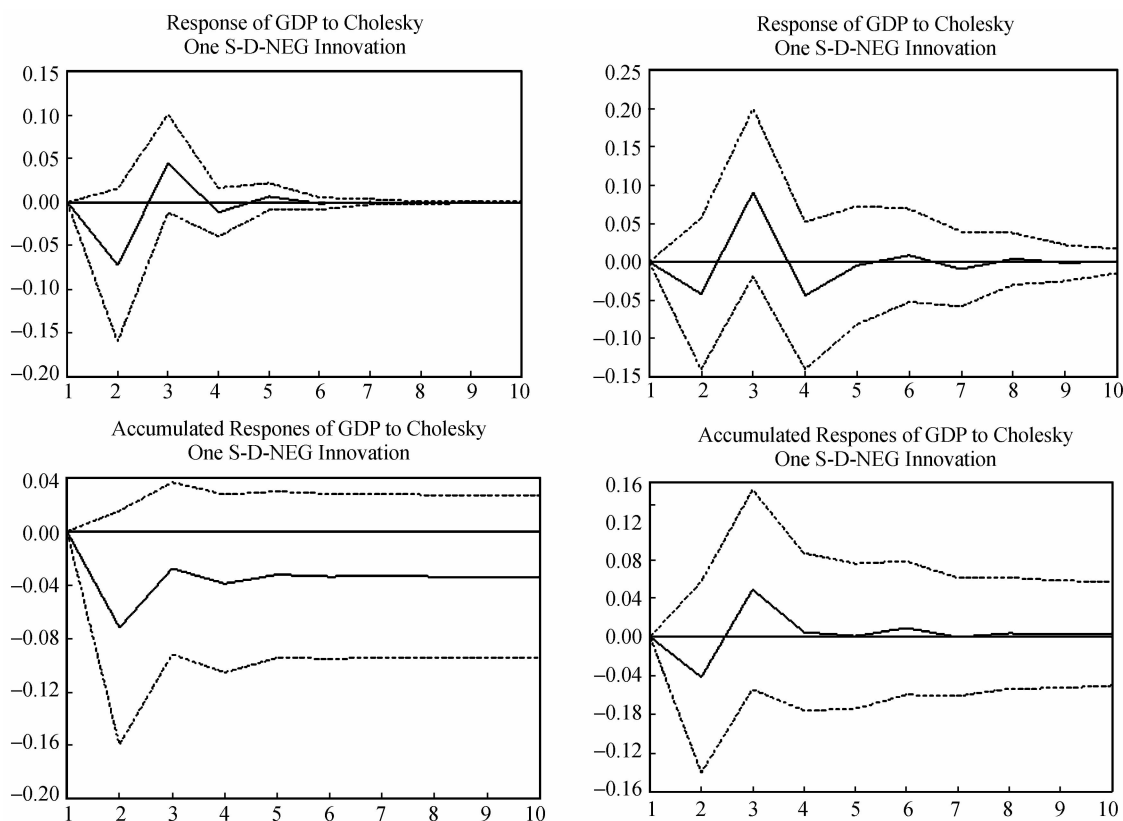 Response of GDP to Cholesky
One S-D-NEG Innovation
0.15
0.10
0.05
0.00
−0.05
−0.10
−0.15
−0.20
1 2 3 4 5 6 7 8 9 10
Response of GDP to Cholesky
One S-D-NEG Innovation
0.25
0.20
0.15
0.10
0.05
0.00
−0.05
−0.10
−0.15
1 2 3 4 5 6 7 8 9 10
Accumulated Respones of GDP to Cholesky
One S-D-NEG Innovation
0.04
0.00
−0.04
−0.08
−0.12
−0.16
−0.20
1 2 3 4 5 6 7 8 9 10
Accumulated Respones of GDP to Cholesky
One S-D-NEG Innovation
0.16
0.12
0.08
0.04
0.00
−0.04
−0.18
−0.12
−0.16
1 2 3 4 5 6 7 8 9 10